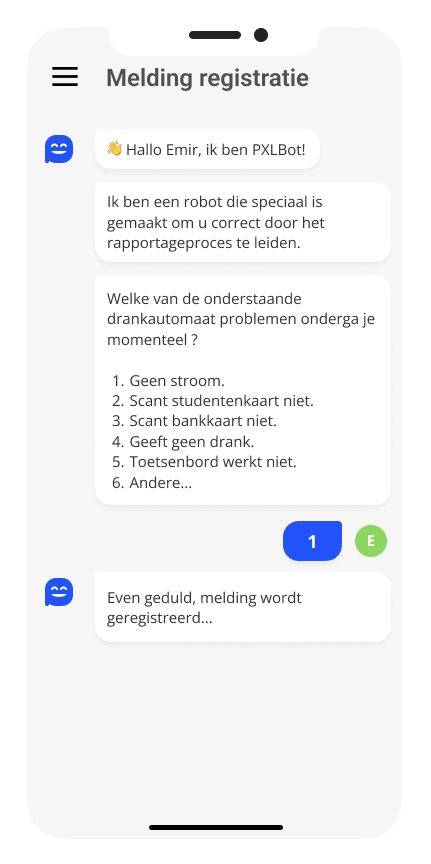 Melding registratie
👋 Hallo Emir, ik ben PXLBot!
Ik ben een robot die speciaal is
gemaakt om u correct door het
rapportageproces te leiden.
Welke van de onderstaande
drankautomaat problemen onderga je
momenteel ?
1. Geen stroom.
2. Scant studentenkaart niet.
3. Scant bankkaart niet.
4. Geeft geen drank.
5. Toetsenbord werkt niet.
6. Andere...
1
E
Even geduld, melding wordt
geregistreerd...